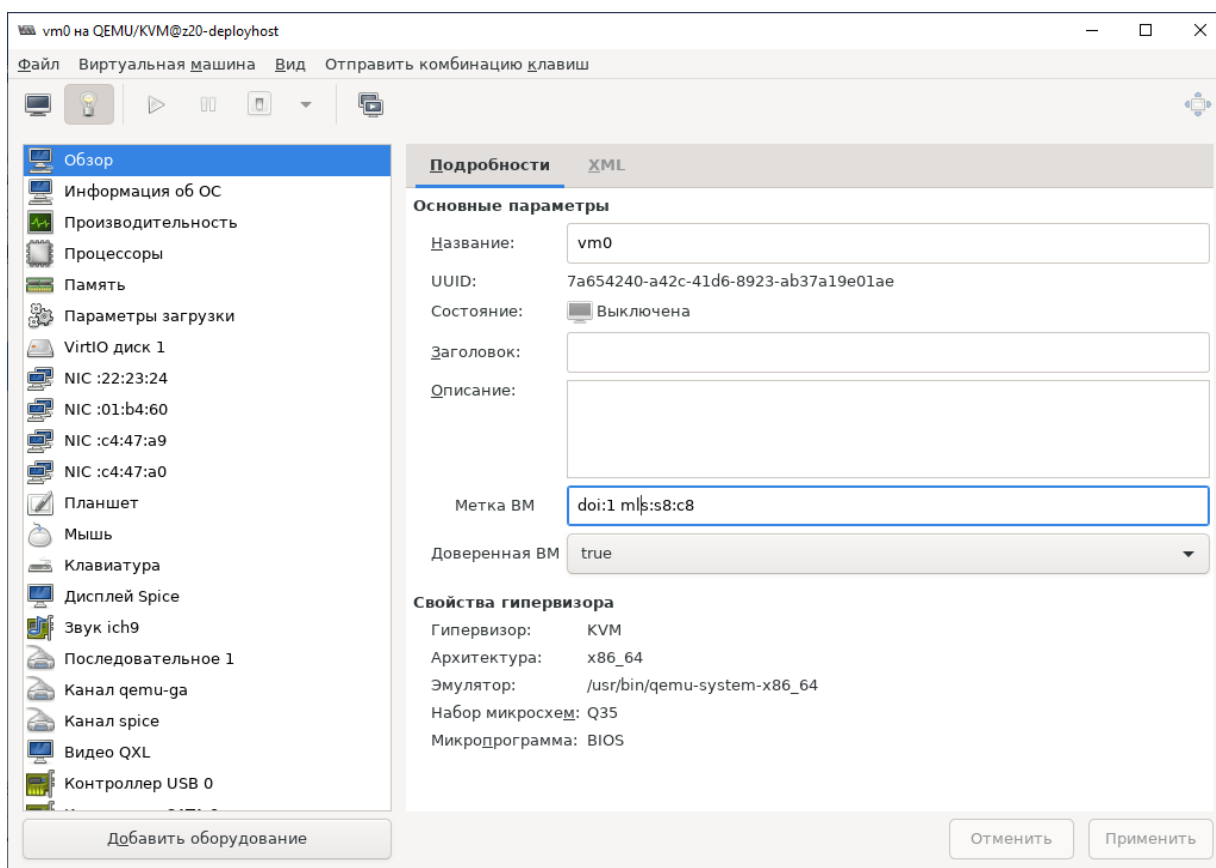 vm0 на QEMU/KVM@z20-deployhost
Файл Виртуальная машина Вид Отправить комбинацию клавиш
Обзор
Информация об ОС
Производительность
Процессоры
Память
Параметры загрузки
VirtIO диск 1
NIC :22:23:24
NIC :01:b4:60
NIC :c4:47:a9
NIC :c4:47:a0
Планшет
Мышь
Клавиатура
Дисплей Spice
Звук ich9
Последовательное 1
Канал qemu-ga
Канал spice
Видео QXL
Контроллер USB 0
Добавить оборудование
Подробности XML
Основные параметры
Название: vm0
UUID: 7a654240-a42c-41d6-8923-ab37a19e01ae
Состояние: Выключена
Заголовок:
Описание:
Метка ВМ doi:1 mls:s8:c8
Доверенная ВМ true
Свойства гипервизора
Гипервизор: KVM
Архитектура: x86_64
Эмулятор: /usr/bin/qemu-system-x86_64
Набор микросхем: Q35
Микропрограмма: BIOS
Отменить Применить